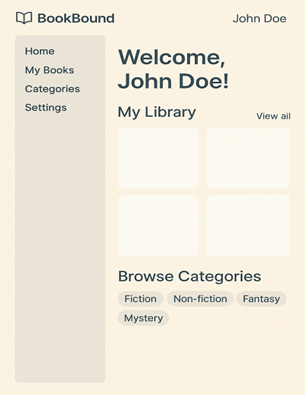 BookBound
John Doe
Home
My Books
Categories
Settings
Welcome,
John Doe!
My Library
View ail
Browse Categories
Fiction
Non-fiction
Fantasy
Mystery